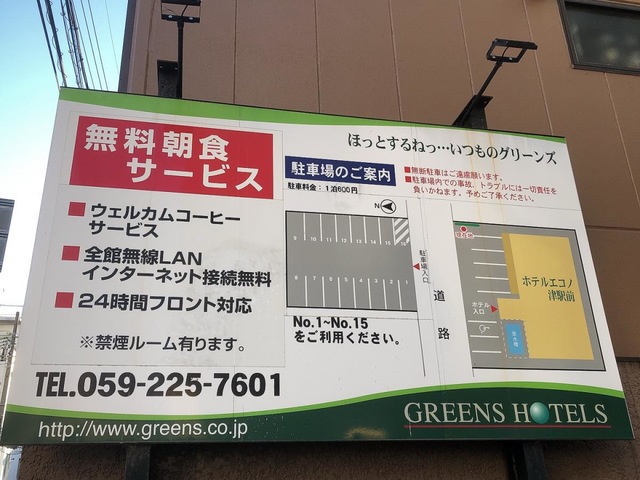 無料朝食
サービス
■ウェルカムコーヒー
サービス
■全館無線LAN
インターネット接続無料
■24時間フロント対応
※禁煙ルーム有ります。
TEL.059-225-7601
http://www.greens.co.jp
ほっとするねっ…いつものグリーンズ
駐車場のご案内
駐車料金：1泊600円
■無断駐車はご遠慮願います。
■駐車場内での事故、トラブルには一切責任を
負いかねます。予めご了承ください。
N
9 10 11 12 13 14 15
8 7 6 5 4 3 2 1
駐車場入口
No.1~No.15
をご利用ください。
道路
現在地
ホテル
入口
ホテルエコノ
津駅前
GREENS HOTELS